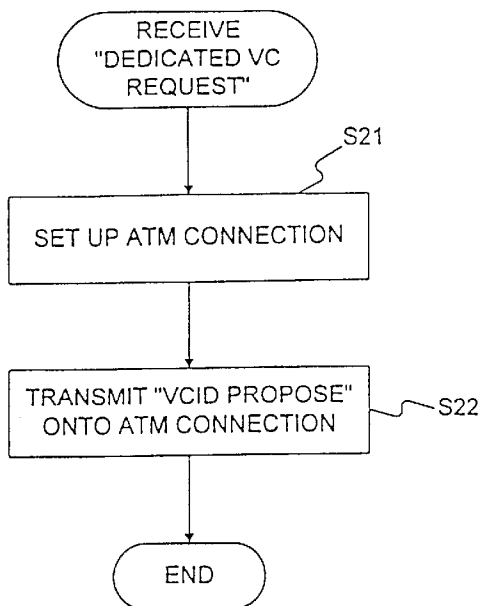 RECEIVE
"DEDICATED VC
REQUEST"
S21
SET UP ATM CONNECTION
TRANSMIT "VCID PROPOSE"
ONTO ATM CONNECTION
S22
END